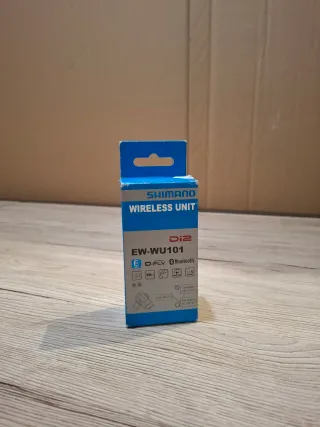 SHIMANO
WIRELESS UNIT
Di2
EW-WU101
E D-FLY Bluetooth